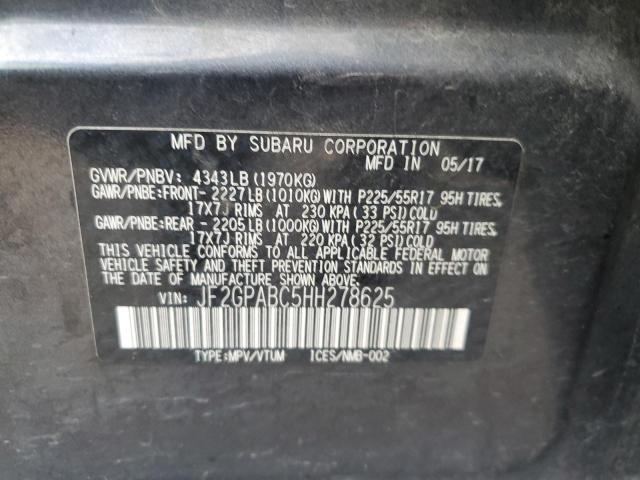 MFD BY SUBARU CORPORATION
MFD IN 05/17
GVWR/PNBV: 4343LB (1970KG)
GAWR/PNBE:FRONT- 2227LB(1010KG)WITH P225/55R17 95H TIRES,
17X7J RIMS AT 230 KPA(33 PSI)COLD
GAWR/PNBE:REAR - 2205LB(1000KG)WITH P225/55R17 95H TIRES,
17X7J RIMS AT 220 KPA(32 PSI)COLD
THIS VEHICLE CONFORMS TO ALL APPLICABLE FEDERAL MOTOR
VEHICLE SAFETY AND THEFT PREVENTION STANDARDS IN EFFECT ON
THE DATE OF MANUFACTURE SHOWN ABOVE.
VIN: JF2GPABC5HH278625
TYPE:MPV/VTUM ICES/NMB-002